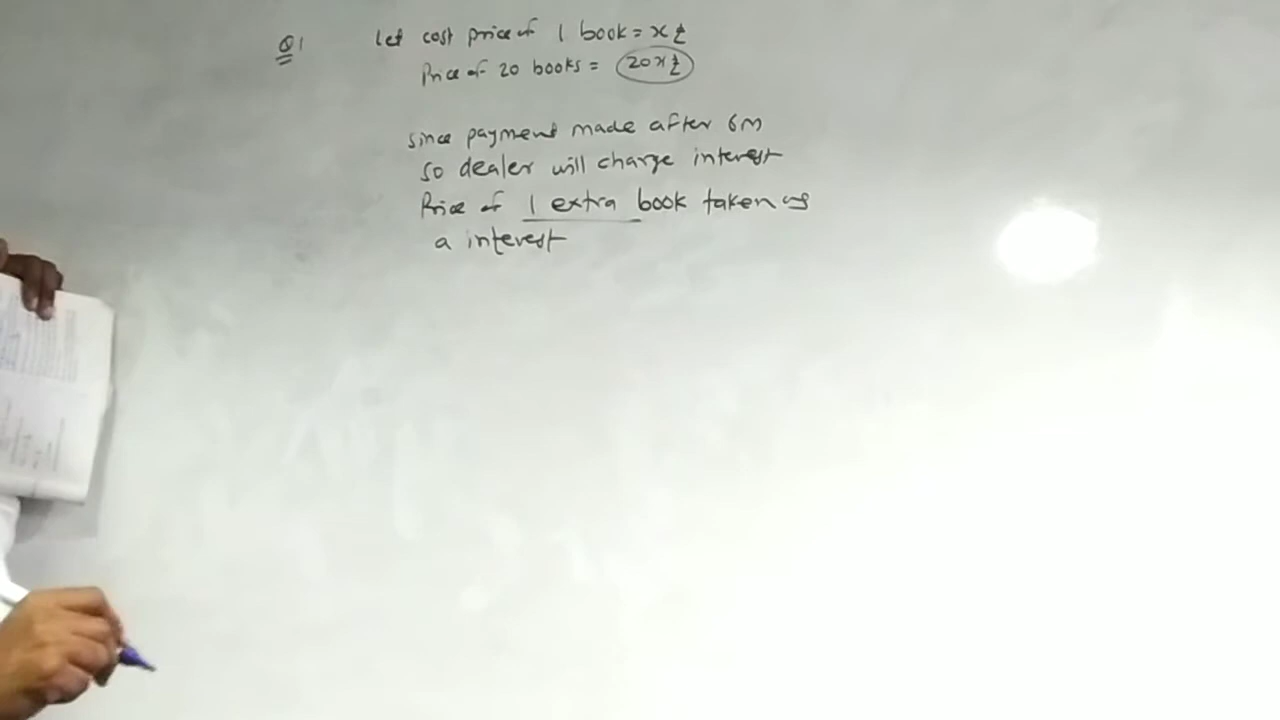 Q1 Let cost price of 1 book = x ₹
Price of 20 books = 20x ₹
since payment made after 6M
so dealer will charge interest
Price of 1 extra book taken as
a interest